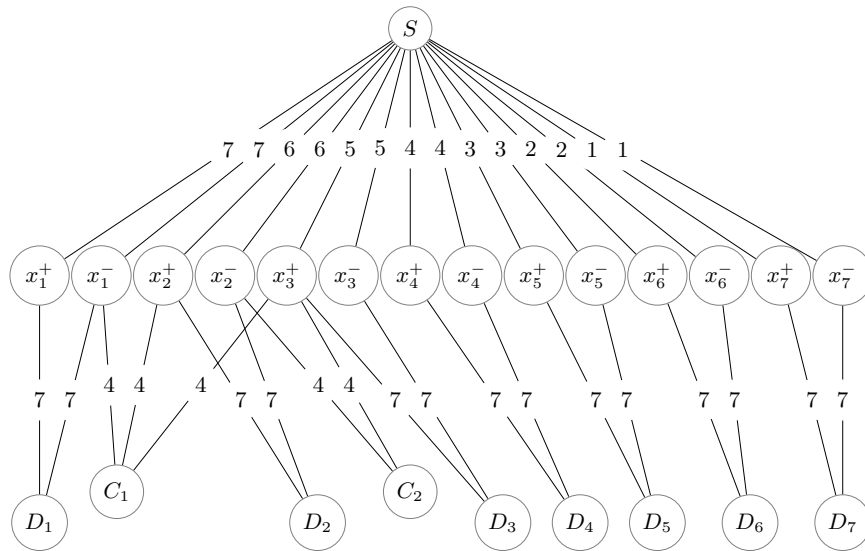 S
7 7 6 6 5 5 4 4 3 3 2 2 1 1
x₁⁺ x₁⁻ x₂⁺ x₂⁻ x₃⁺ x₃⁻ x₄⁺ x₄⁻ x₅⁺ x₅⁻ x₆⁺ x₆⁻ x₇⁺ x₇⁻
7 7 4 4 4 7 7 4 4 7 7 7 7 7 7 7 7 7 7
C₁ C₂
D₁ D₂ D₃ D₄ D₅ D₆ D₇